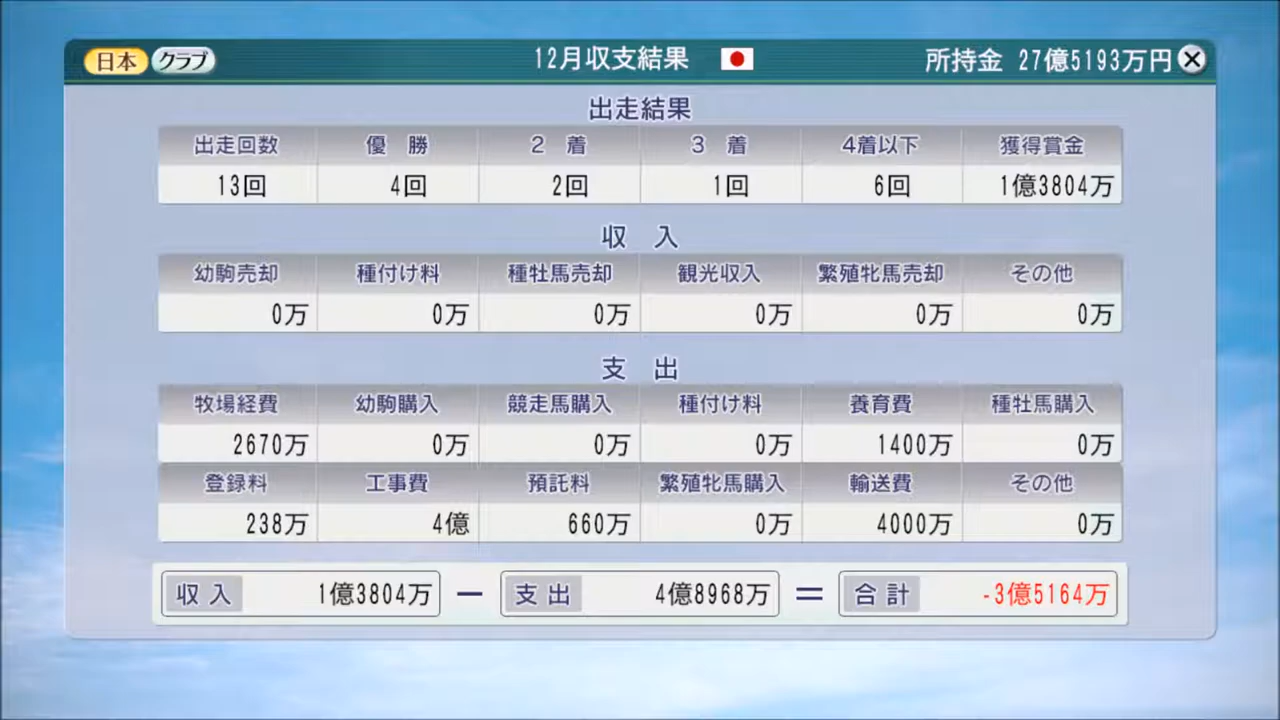 日本 クラブ 12月収支結果 所持金 27億5193万円
出走結果
出走回数 優 勝 2 着 3 着 4着以下 獲得賞金
13回 4回 2回 1回 6回 1億3804万
収 入
幼駒売却 種付け料 種牡馬売却 観光収入 繁殖牝馬売却 その他
0万 0万 0万 0万 0万 0万
支 出
牧場経費 幼駒購入 競走馬購入 種付け料 養育費 種牡馬購入
2670万 0万 0万 0万 1400万 0万
登録料 工事費 預託料 繁殖牝馬購入 輸送費 その他
238万 4億 660万 0万 4000万 0万
収 入 1億3804万 − 支 出 4億8968万 = 合 計 -3億5164万